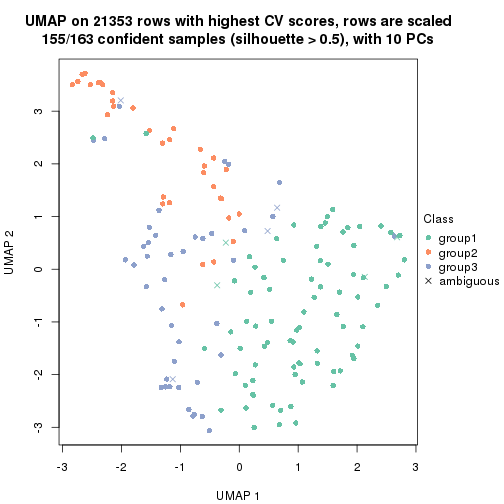 UMAP on 21353 rows with highest CV scores, rows are scaled
155/163 confident samples (silhouette > 0.5), with 10 PCs
3
2
1
0
-1
-2
-3
UMAP 2
-3 -2 -1 0 1 2 3
UMAP 1
Class
group1
group2
group3
ambiguous